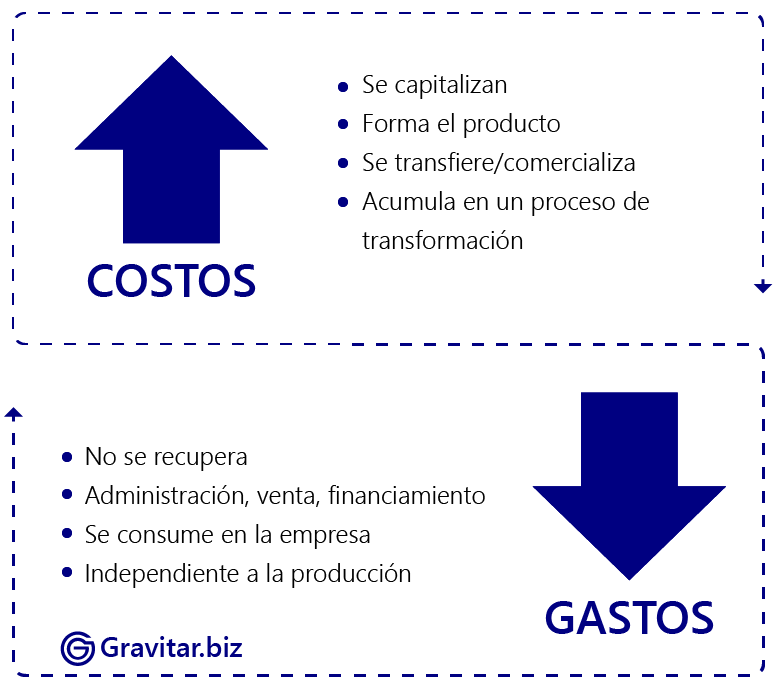 Se capitalizan
Forma el producto
Se transfiere/comercializa
Acumula en un proceso de
transformación
COSTOS
No se recupera
Administración, venta, financiamiento
Se consume en la empresa
Independiente a la producción
GASTOS
Gravitar.biz